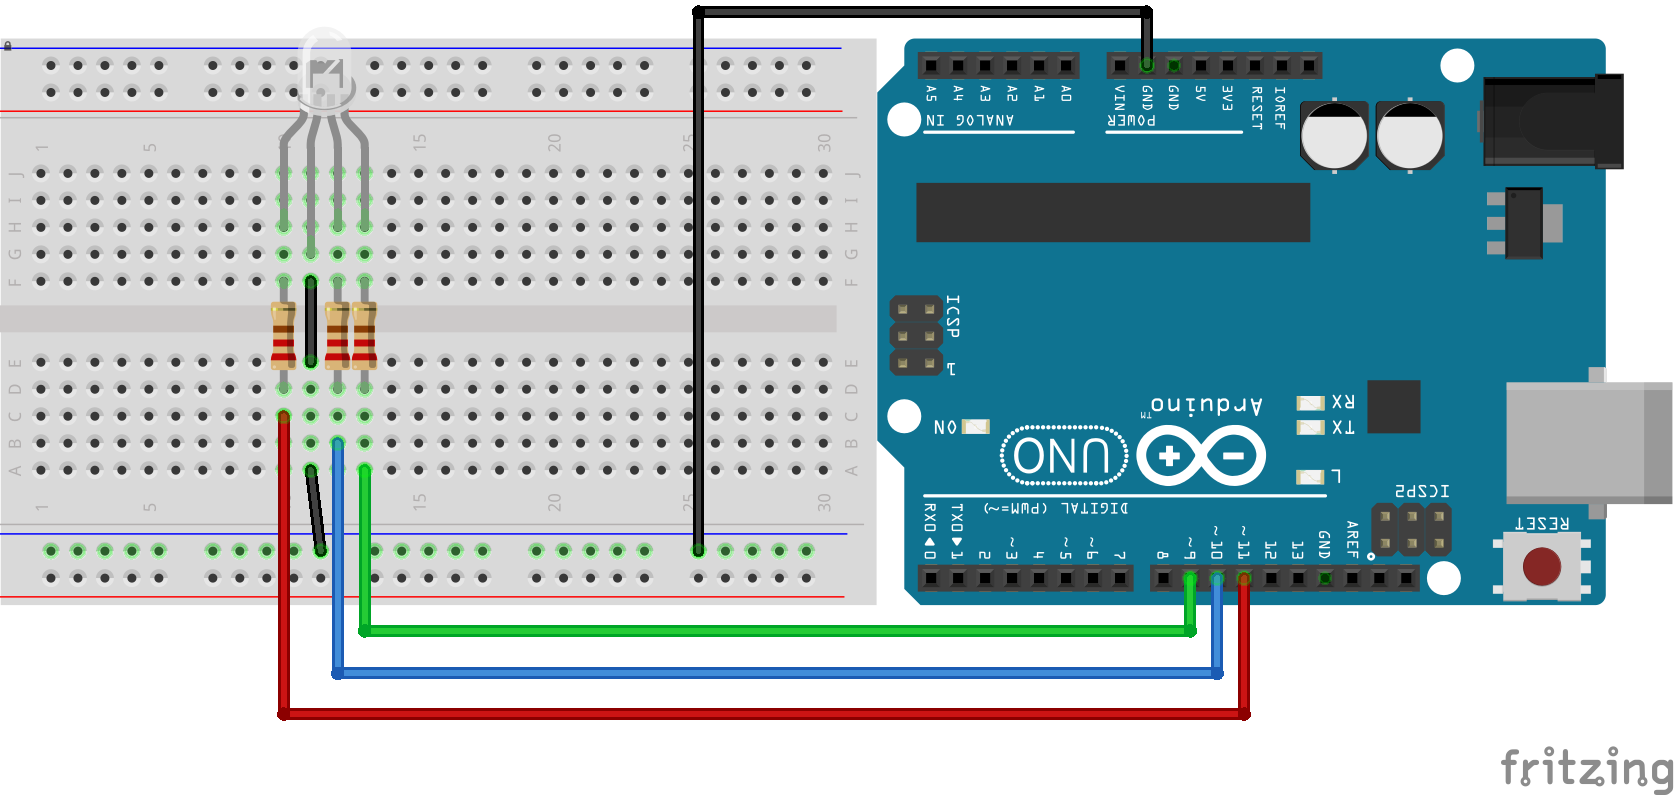 1 5 10 15 20 25 30
J J
I I
H H
G G
F F
E E
D D
C C
B B
A A
1 5 10 15 20 25 30
A5 A4 A3 A2 A1 A0
ANALOG IN
VIN GND GND 5V 3V3 RESET IOREF
POWER
ICSP
1
ON
Arduino™
UNO
RX
TX
L
ICSP2
RESET
DIGITAL (PWM=~)
RX0 ◀ 0
TX0 ▶ 1
2
~3
4
~5
~6
7
8
~9
~10
~11
12
13
GND
AREF
fritzing